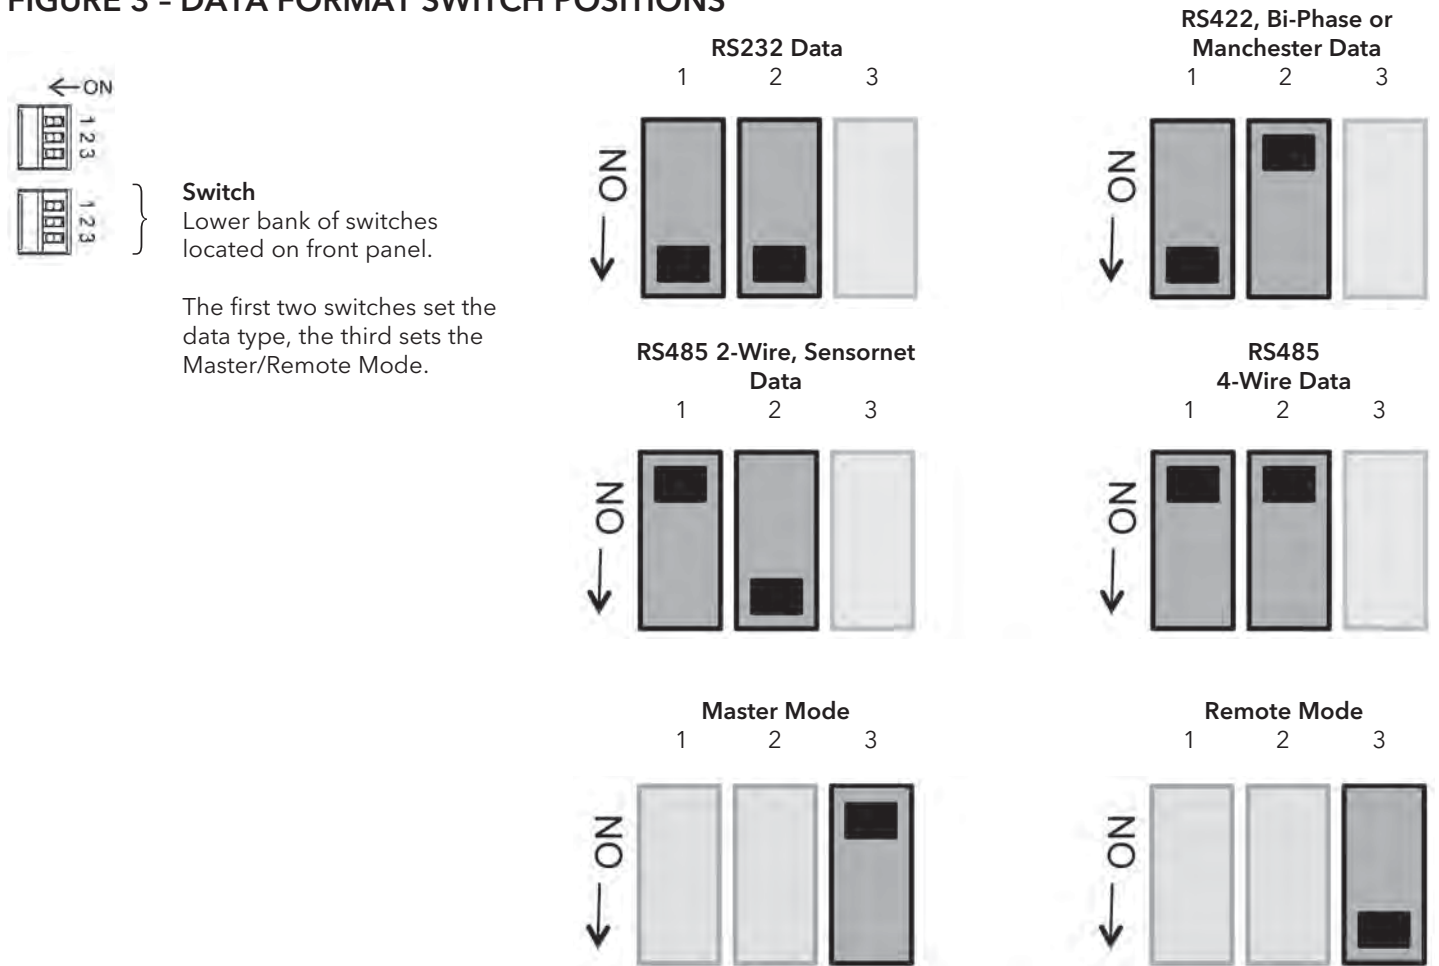 FIGURE 3 – DATA FORMAT SWITCH POSITIONS
ON
1 2 3
1 2 3
Switch
Lower bank of switches
located on front panel.
The first two switches set the
data type, the third sets the
Master/Remote Mode.
RS232 Data
1 2 3
ON
RS422, Bi-Phase or
Manchester Data
1 2 3
ON
RS485 2-Wire, Sensornet
Data
1 2 3
ON
RS485
4-Wire Data
1 2 3
ON
Master Mode
1 2 3
ON
Remote Mode
1 2 3
ON